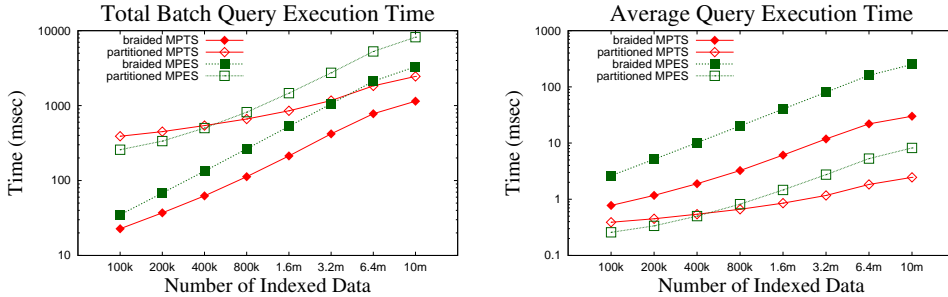 Total Batch Query Execution Time
Time (msec)
10000
1000
100
10
braided MPTS
partitioned MPTS
braided MPES
partitioned MPES
100k 200k 400k 800k 1.6m 3.2m 6.4m 10m
Number of Indexed Data
Average Query Execution Time
Time (msec)
1000
100
10
1
0.1
braided MPTS
partitioned MPTS
braided MPES
partitioned MPES
100k 200k 400k 800k 1.6m 3.2m 6.4m 10m
Number of Indexed Data